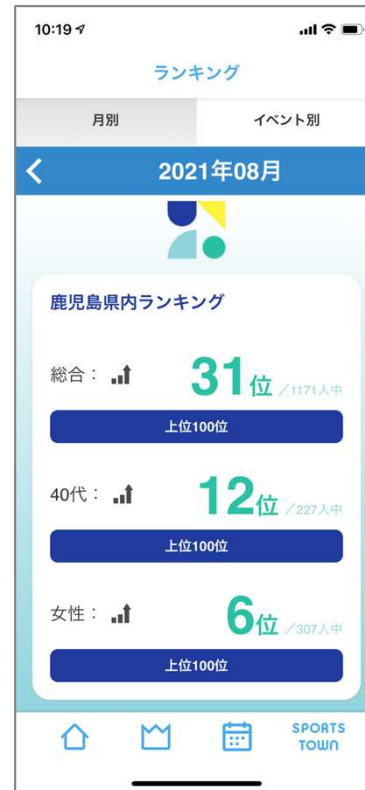 10:19
ランキング
月別 イベント別
2021年08月
鹿児島県内ランキング
総合： 31位 ／1171人中
上位100位
40代： 12位 ／227人中
上位100位
女性： 6位 ／307人中
上位100位
SPORTS
TOWN